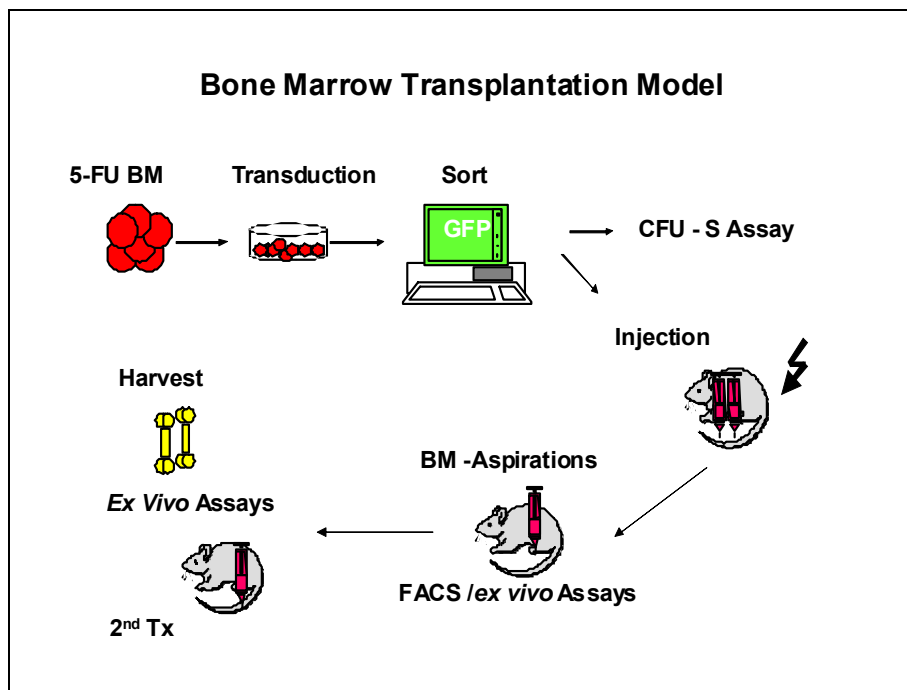 Bone Marrow Transplantation Model
5-FU BM
Transduction
Sort
GFP
CFU - S Assay
Injection
Harvest
BM -Aspirations
Ex Vivo Assays
FACS /ex vivo Assays
2nd Tx